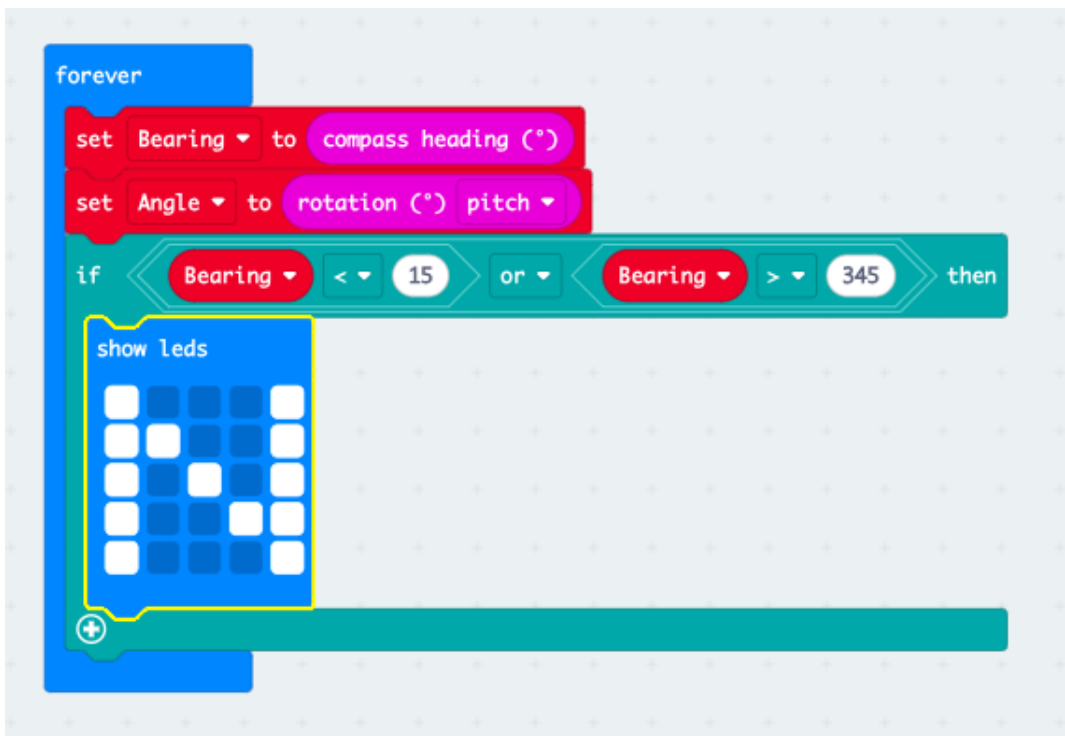 forever
set Bearing to compass heading (°)
set Angle to rotation (°) pitch
if Bearing < 15 or Bearing > 345 then
show leds